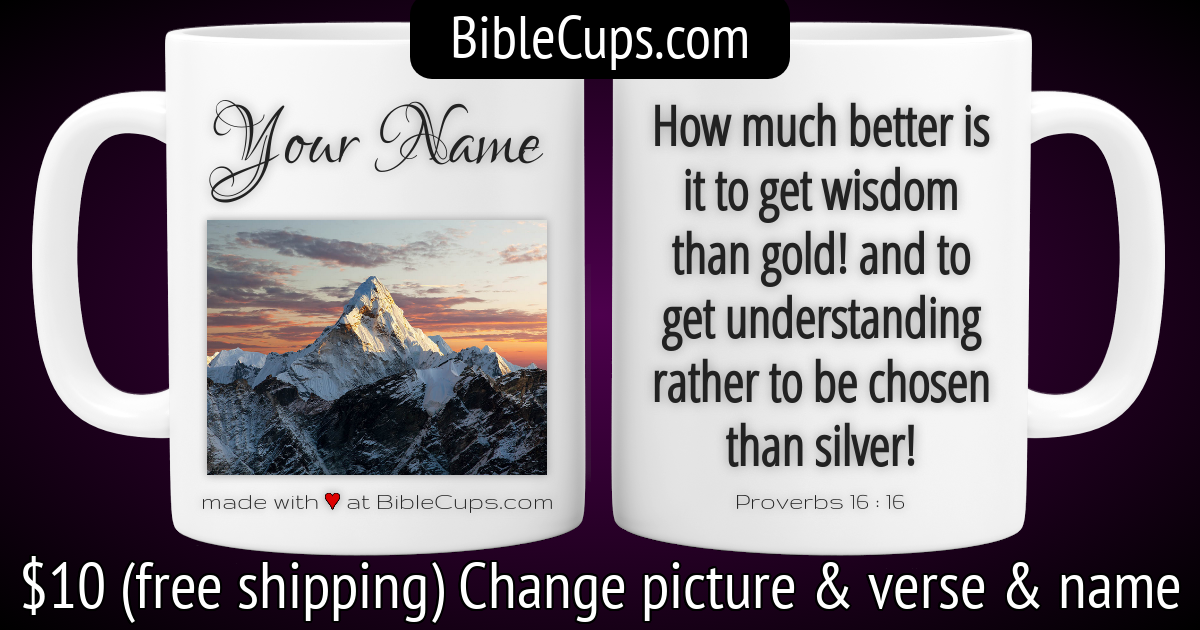 BibleCups.com
Your Name
made with ♥ at BibleCups.com
How much better is
it to get wisdom
than gold! and to
get understanding
rather to be chosen
than silver!
Proverbs 16 : 16
$10 (free shipping) Change picture & verse & name